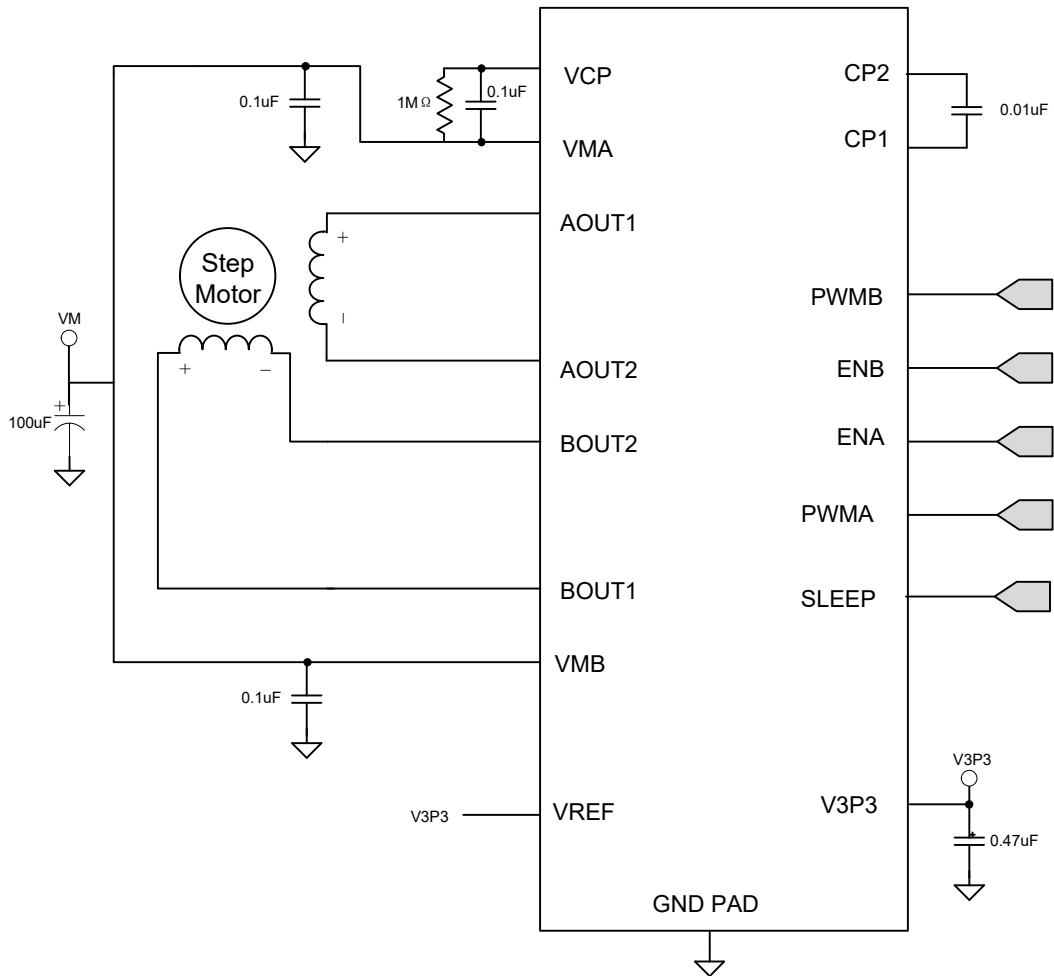 VCP
CP2
0.1uF
1MΩ
0.1uF
0.01uF
VMA
CP1
AOUT1
+
Step
Motor
PWMB
VM
−
+
−
AOUT2
ENB
+
100uF
BOUT2
ENA
PWMA
BOUT1
SLEEP
VMB
0.1uF
V3P3
V3P3
VREF
V3P3
+
0.47uF
GND PAD